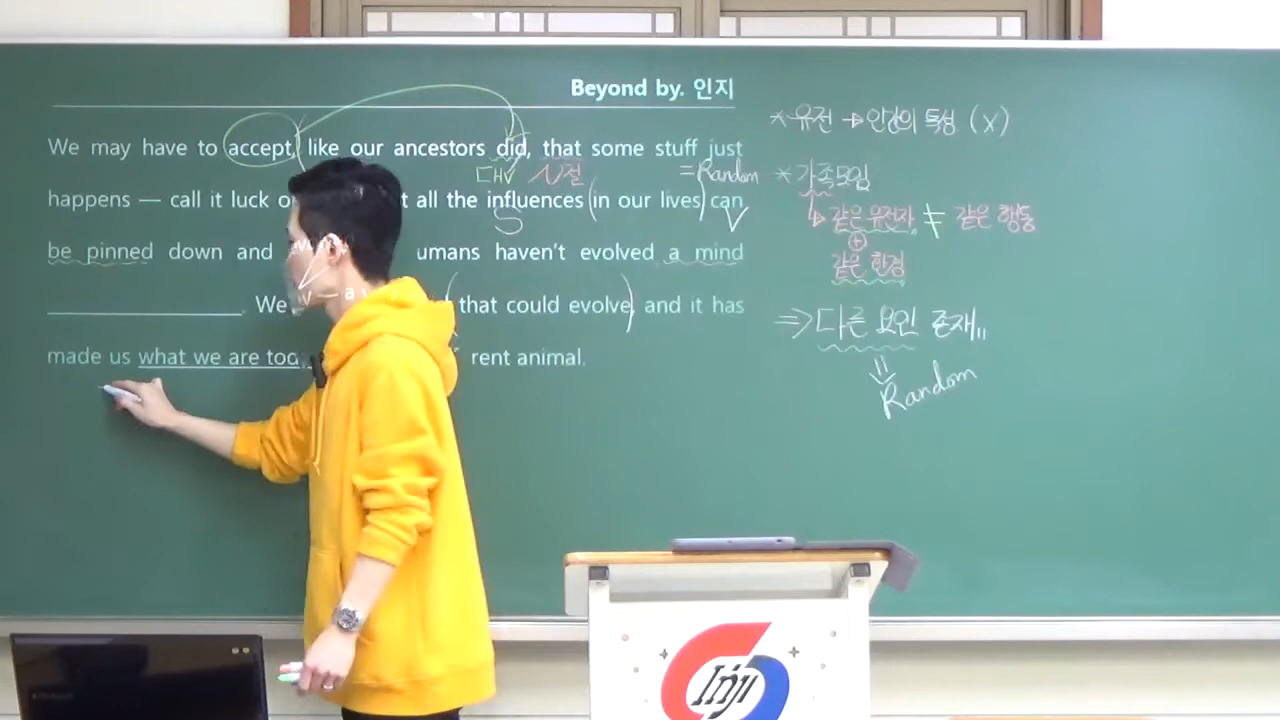 Beyond by. 인지
We may have to accept, like our ancestors did, that some stuff just
대V 시절 = Random
happens — call it luck t all the influences (in our lives) can
S V
be pinned down and umans haven't evolved a mind
We a (that could evolve), and it has
made us what we are rent animal.
* 유전 → 인간의 특성 (X)
* 가족모임
↳ 같은 유전자 ≠ 같은 행동
⊕
같은 환경
⇒ 다른 요인 존재
Random
Inji